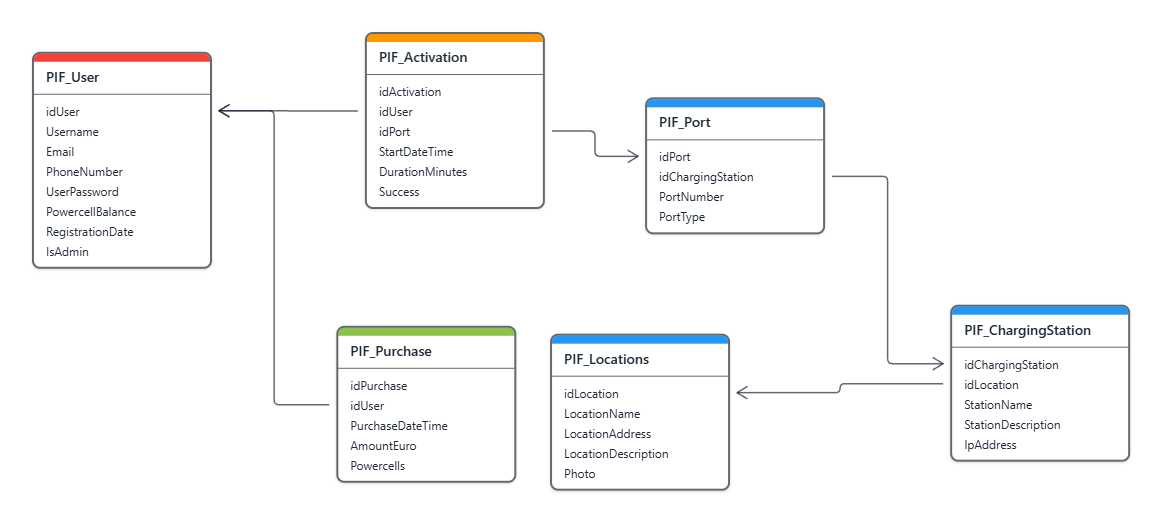 PIF_User
idUser
Username
Email
PhoneNumber
UserPassword
PowercellBalance
RegistrationDate
IsAdmin
PIF_Activation
idActivation
idUser
idPort
StartDateTime
DurationMinutes
Success
PIF_Port
idPort
idChargingStation
PortNumber
PortType
PIF_Purchase
idPurchase
idUser
PurchaseDateTime
AmountEuro
Powercells
PIF_Locations
idLocation
LocationName
LocationAddress
LocationDescription
Photo
PIF_ChargingStation
idChargingStation
idLocation
StationName
StationDescription
IpAddress